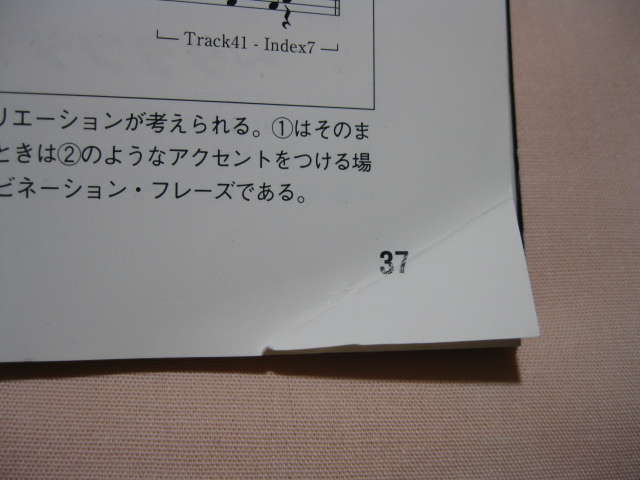 Track41 - Index7
リエーションが考えられる。①はそのま
ときは②のようなアクセントをつける場
ビネーション・フレーズである。
37